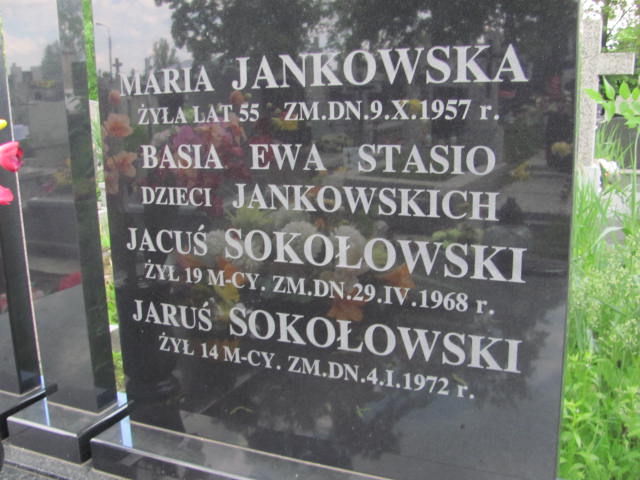 MARIA JANKOWSKA
ŻYŁA LAT 55 ZM.DN.9.X.1957 r.
BASIA EWA STASIO
DZIECI JANKOWSKICH
JACUŚ SOKOŁOWSKI
ŻYŁ 19 M-CY. ZM.DN.29.IV.1968 r.
JARUŚ SOKOŁOWSKI
ŻYŁ 14 M-CY. ZM.DN.4.I.1972 r.